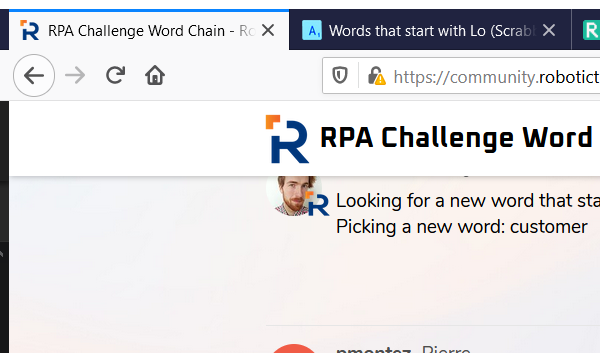 RPA Challenge Word Chain - Ro
Words that start with Lo (Scrabb
https://community.robotict
RPA Challenge Word
Looking for a new word that sta
Picking a new word: customer
pmontez Pierre